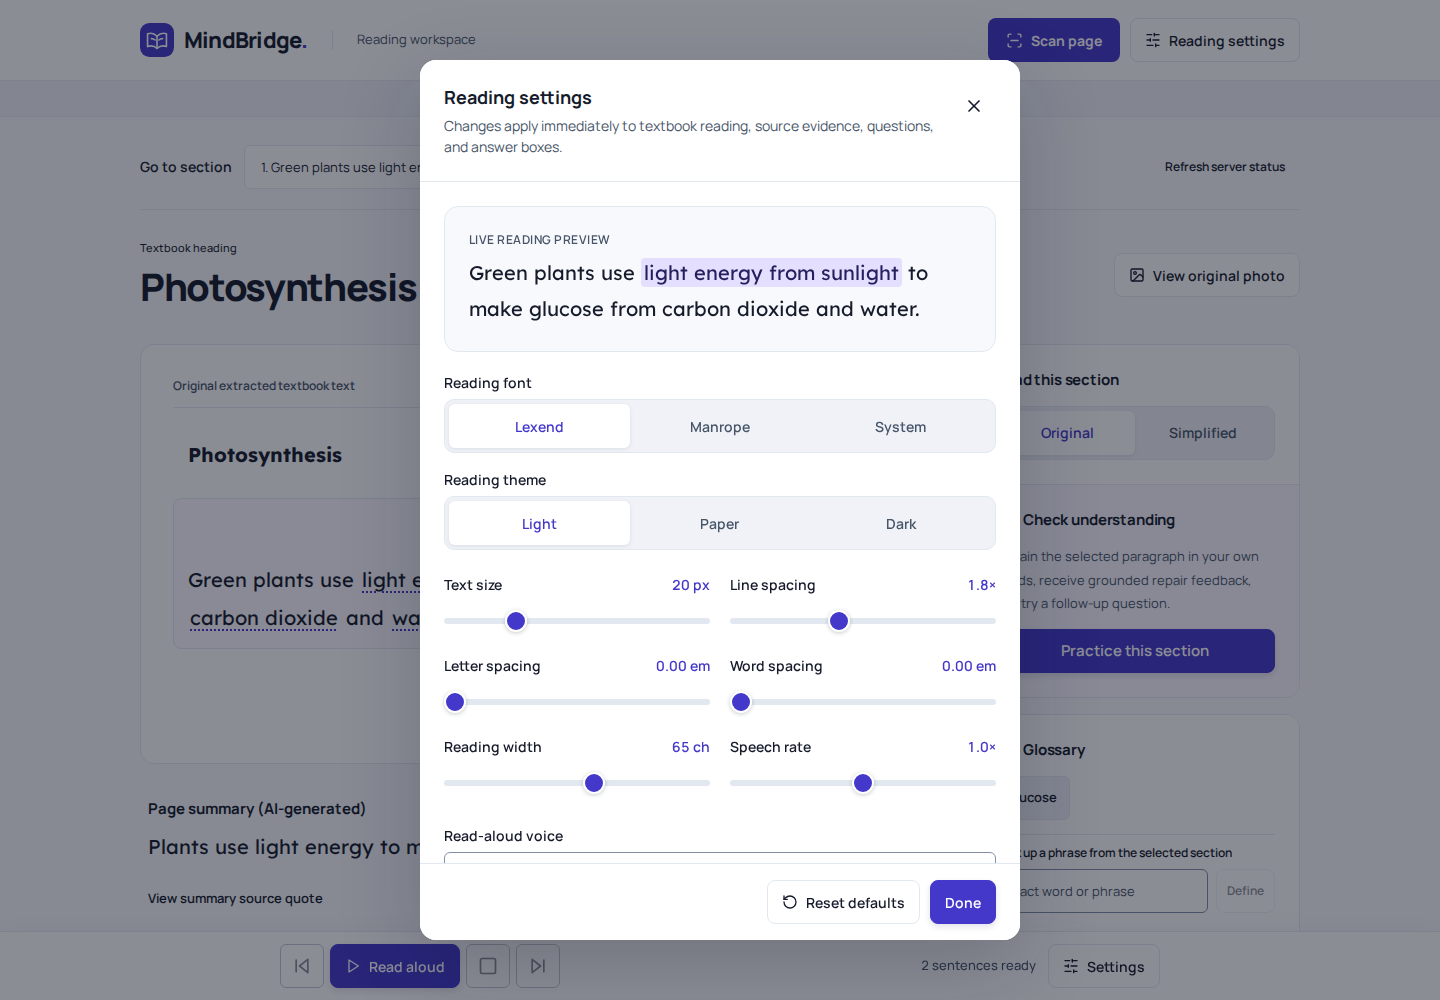 MindBridge.
Reading workspace
Scan page
Reading settings
Go to section
1. Green plants use light er
Refresh server status
Textbook heading
Photosynthesis
View original photo
Original extracted textbook text
Photosynthesis
Green plants use light e
carbon dioxide and wa
Page summary (AI-generated)
Plants use light energy to m
View summary source quote
Reading settings
Changes apply immediately to textbook reading, source evidence, questions,
and answer boxes.
LIVE READING PREVIEW
Green plants use light energy from sunlight to
make glucose from carbon dioxide and water.
Reading font
Lexend
Manrope
System
Reading theme
Light
Paper
Dark
Text size
20 px
Line spacing
1.8×
Letter spacing
0.00 em
Word spacing
0.00 em
Reading width
65 ch
Speech rate
1.0×
Read-aloud voice
Reset defaults
Done
d this section
Original
Simplified
Check understanding
ain the selected paragraph in your own
ds, receive grounded repair feedback,
try a follow-up question.
Practice this section
Glossary
ucose
up a phrase from the selected section
act word or phrase
Define
Read aloud
2 sentences ready
Settings